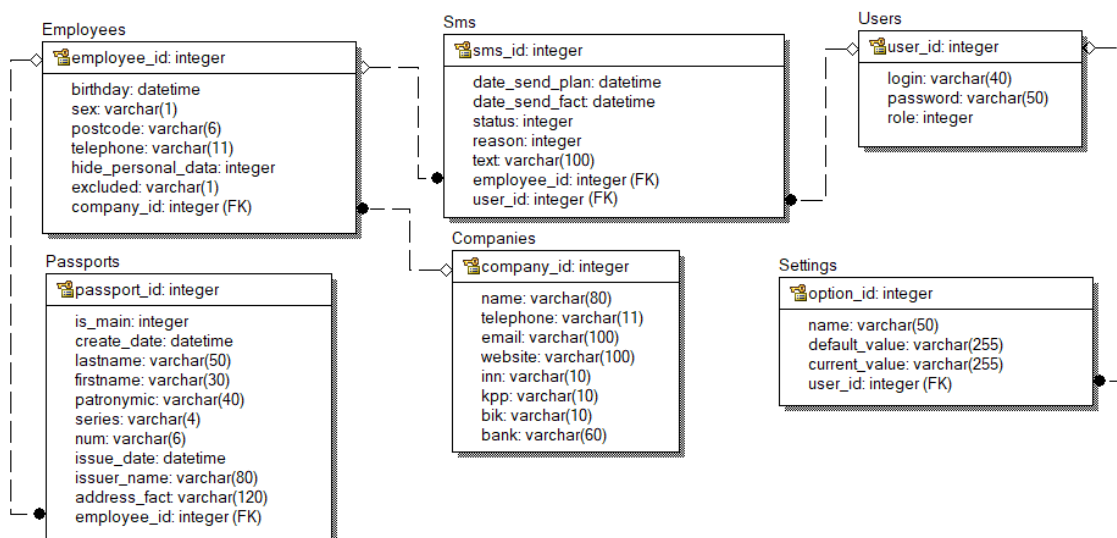 Employees
employee_id: integer
birthday: datetime
sex: varchar(1)
postcode: varchar(6)
telephone: varchar(11)
hide_personal_data: integer
excluded: varchar(1)
company_id: integer (FK)
Sms
sms_id: integer
date_send_plan: datetime
date_send_fact: datetime
status: integer
reason: integer
text: varchar(100)
employee_id: integer (FK)
user_id: integer (FK)
Users
user_id: integer
login: varchar(40)
password: varchar(50)
role: integer
Passports
passport_id: integer
is_main: integer
create_date: datetime
lastname: varchar(50)
firstname: varchar(30)
patronymic: varchar(40)
series: varchar(4)
num: varchar(6)
issue_date: datetime
issuer_name: varchar(80)
address_fact: varchar(120)
employee_id: integer (FK)
Companies
company_id: integer
name: varchar(80)
telephone: varchar(11)
email: varchar(100)
website: varchar(100)
inn: varchar(10)
kpp: varchar(10)
bik: varchar(10)
bank: varchar(60)
Settings
option_id: integer
name: varchar(50)
default_value: varchar(255)
current_value: varchar(255)
user_id: integer (FK)